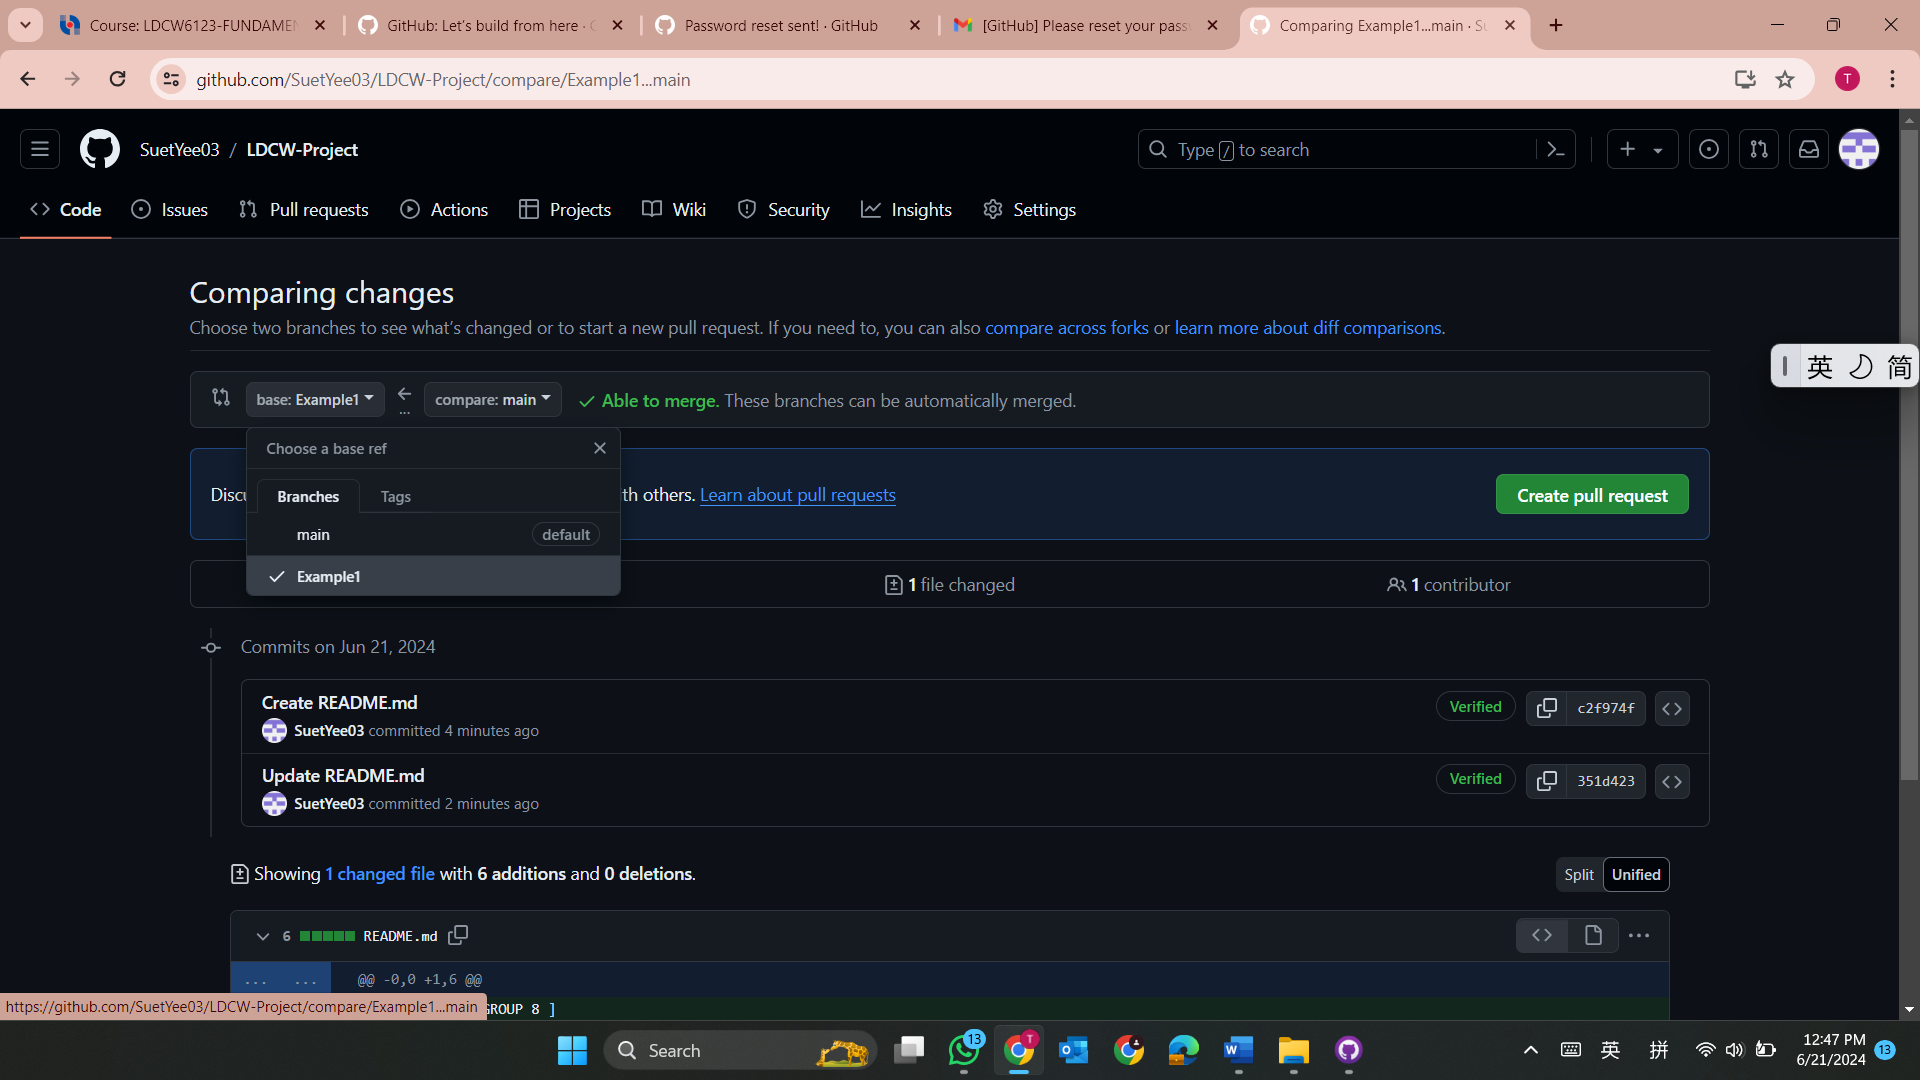 Course: LDCW6123-FUNDAMEN
GitHub: Let's build from here · G
Password reset sent! · GitHub
[GitHub] Please reset your passw
Comparing Example1...main · Su
github.com/SuetYee03/LDCW-Project/compare/Example1...main
T
SuetYee03 / LDCW-Project
Type / to search
Code
Issues
Pull requests
Actions
Projects
Wiki
Security
Insights
Settings
Comparing changes
Choose two branches to see what's changed or to start a new pull request. If you need to, you can also compare across forks or learn more about diff comparisons.
英 简
base: Example1
...
compare: main
Able to merge. These branches can be automatically merged.
Choose a base ref
Branches
Tags
main
default
Example1
Discu
th others. Learn about pull requests
Create pull request
1 file changed
1 contributor
Commits on Jun 21, 2024
Create README.md
SuetYee03 committed 4 minutes ago
Verified
c2f974f
Update README.md
SuetYee03 committed 2 minutes ago
Verified
351d423
Showing 1 changed file with 6 additions and 0 deletions.
Split
Unified
6
README.md
... ...
@@ -0,0 +1,6 @@
https://github.com/SuetYee03/LDCW-Project/compare/Example1...main
GROUP 8 ]
Search
13
T
英
拼
12:47 PM
6/21/2024
13